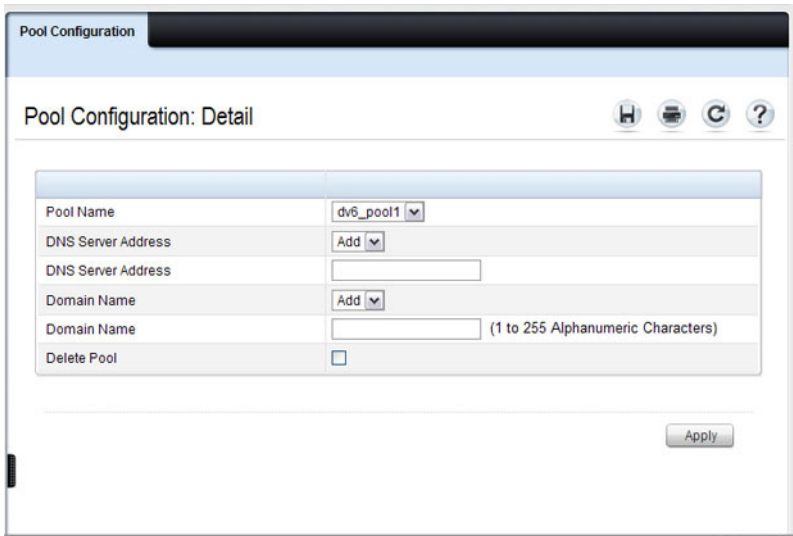 Pool Configuration
Pool Configuration: Detail
Pool Name dv6_pool1
DNS Server Address Add
DNS Server Address
Domain Name Add
Domain Name (1 to 255 Alphanumeric Characters)
Delete Pool
Apply